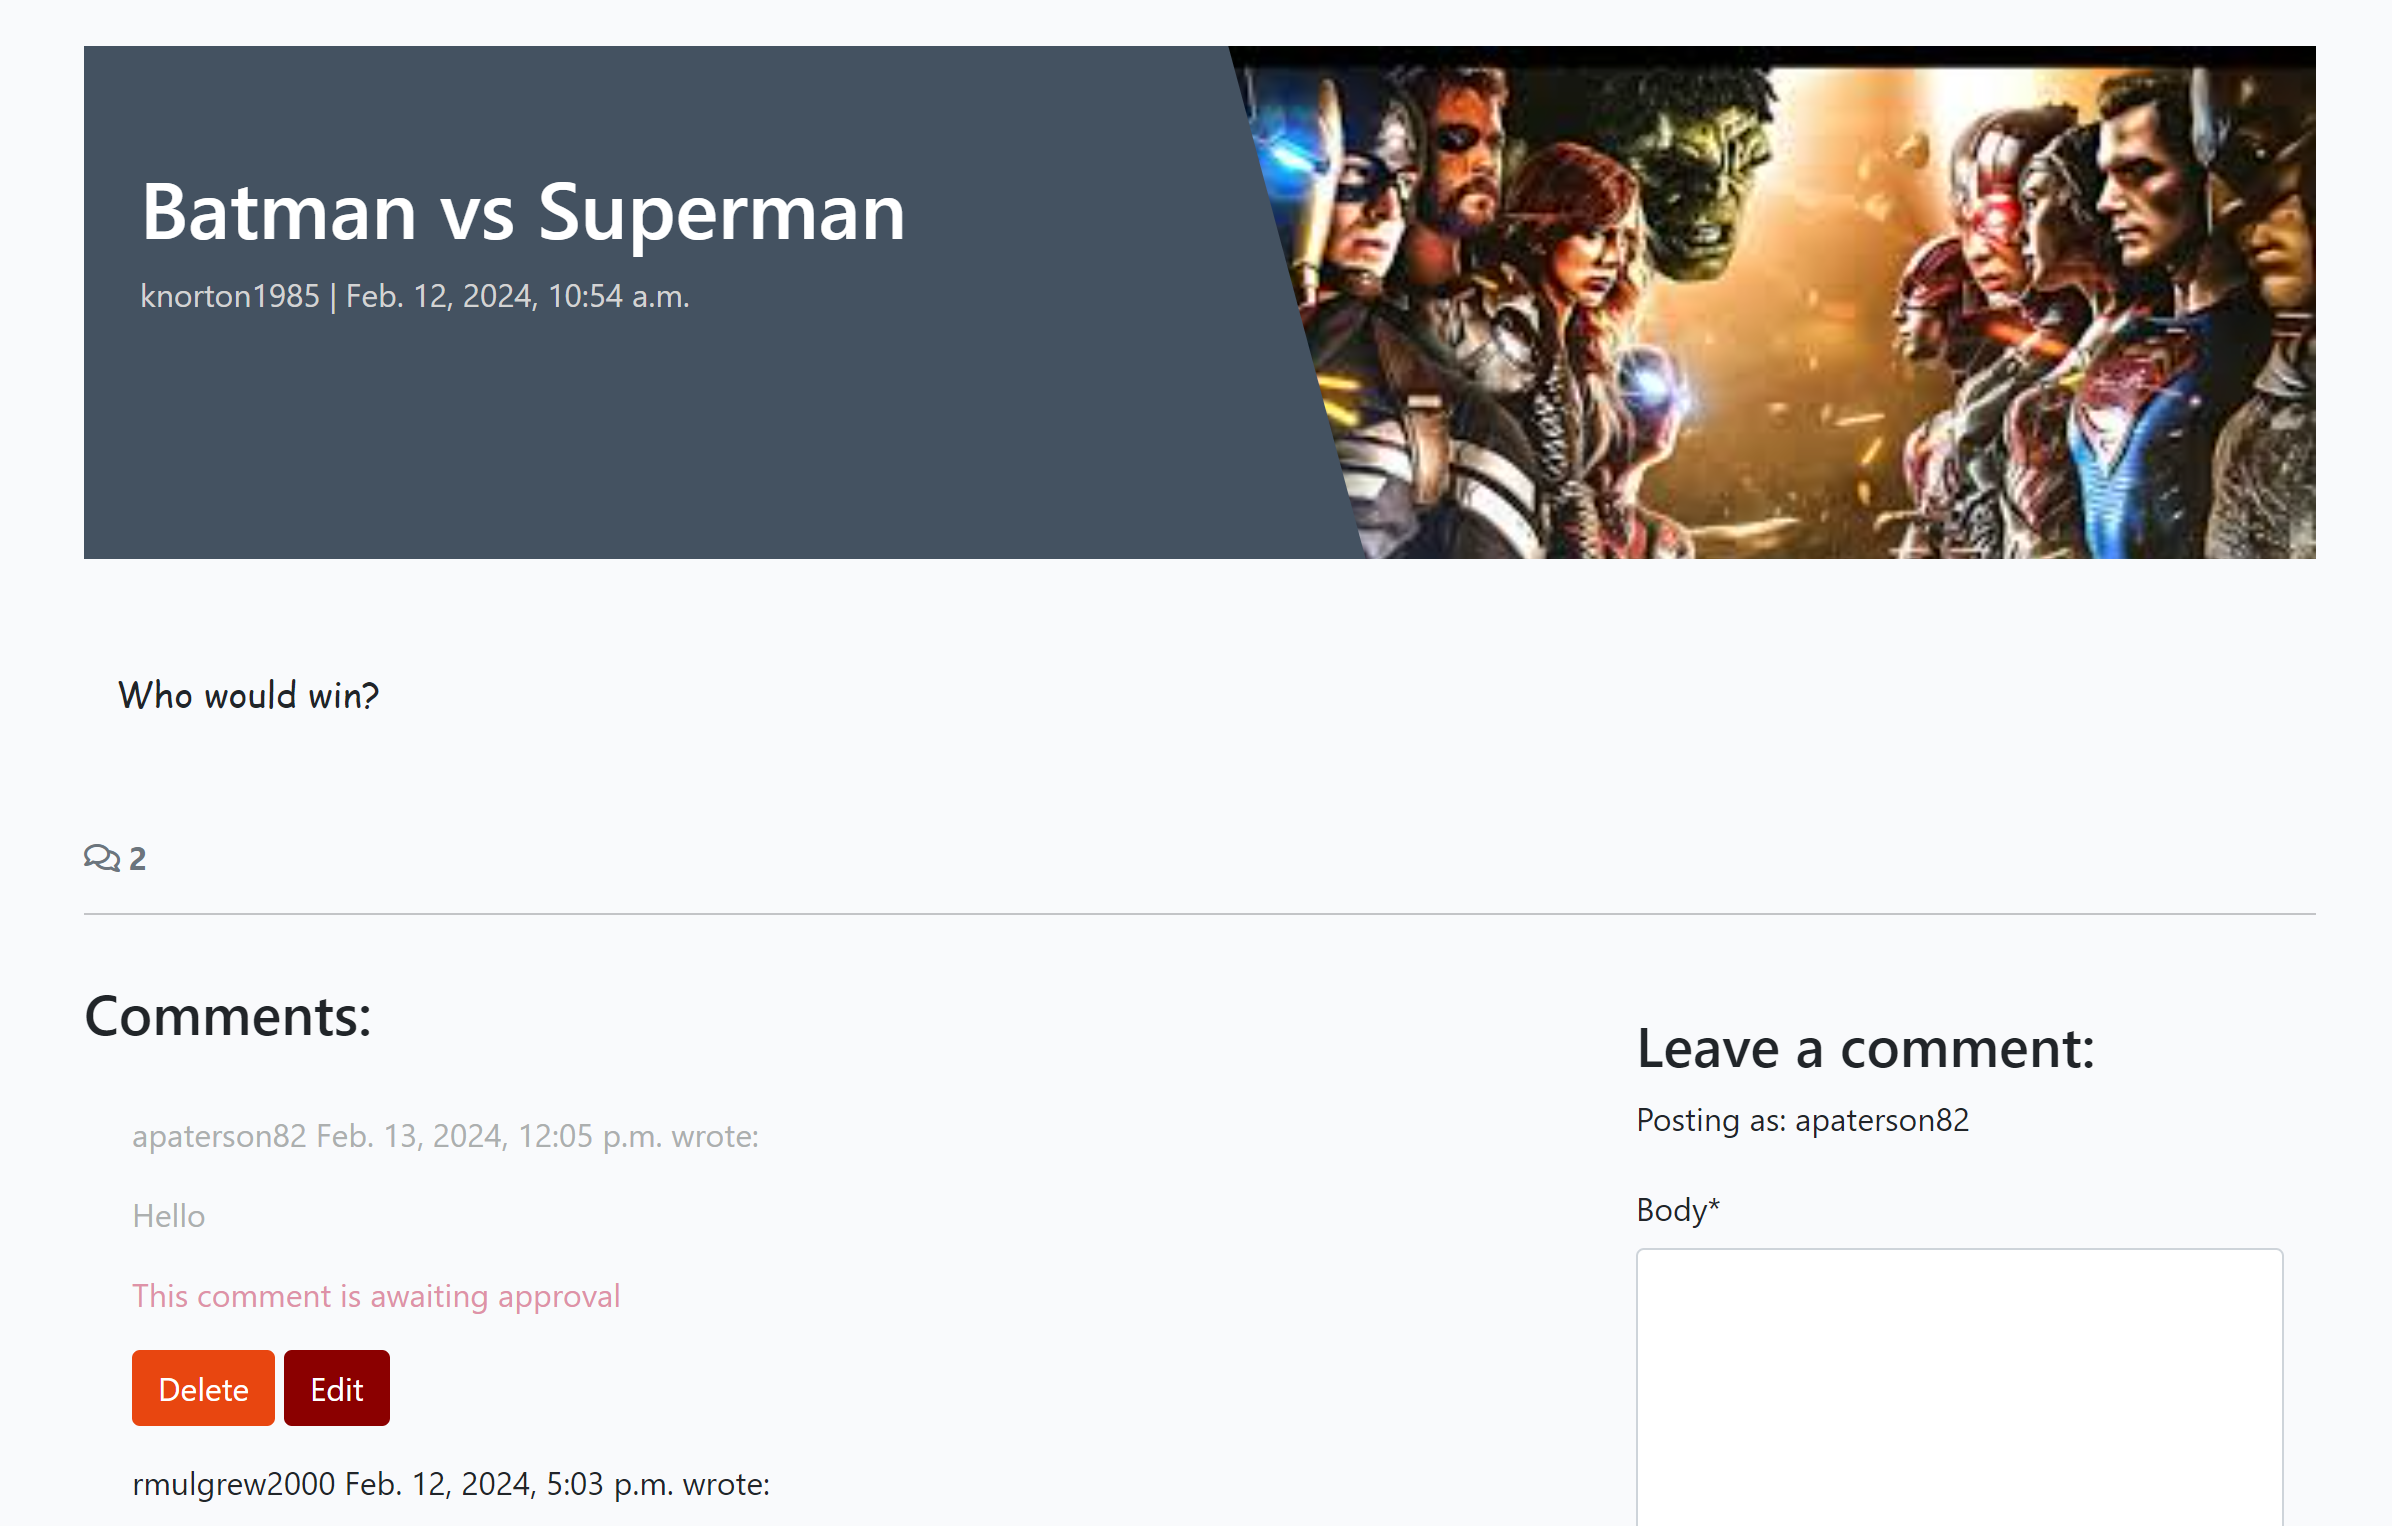 Batman vs Superman
knorton1985 | Feb. 12, 2024, 10:54 a.m.
Who would win?
2
Comments:
apaterson82 Feb. 13, 2024, 12:05 p.m. wrote:
Hello
This comment is awaiting approval
Delete Edit
rmulgrew2000 Feb. 12, 2024, 5:03 p.m. wrote:
Leave a comment:
Posting as: apaterson82
Body*